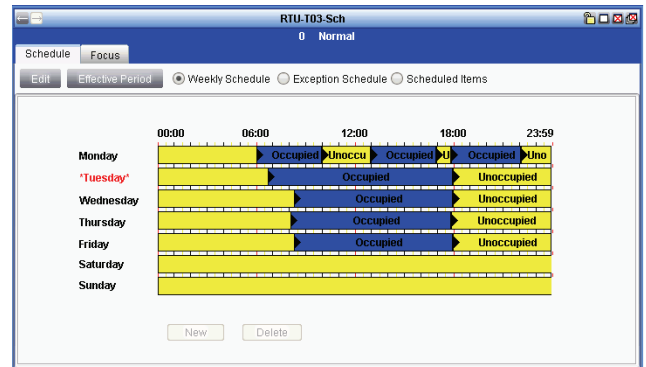 RTU-T03-Sch
0 Normal
Schedule Focus
Edit Effective Period Weekly Schedule Exception Schedule Scheduled Items
00:00 06:00 12:00 18:00 23:59
Monday Occupied Unoccu Occupied U Occupied Uno
*Tuesday* Occupied Unoccupied
Wednesday Occupied Unoccupied
Thursday Occupied Unoccupied
Friday Occupied Unoccupied
Saturday
Sunday
New Delete